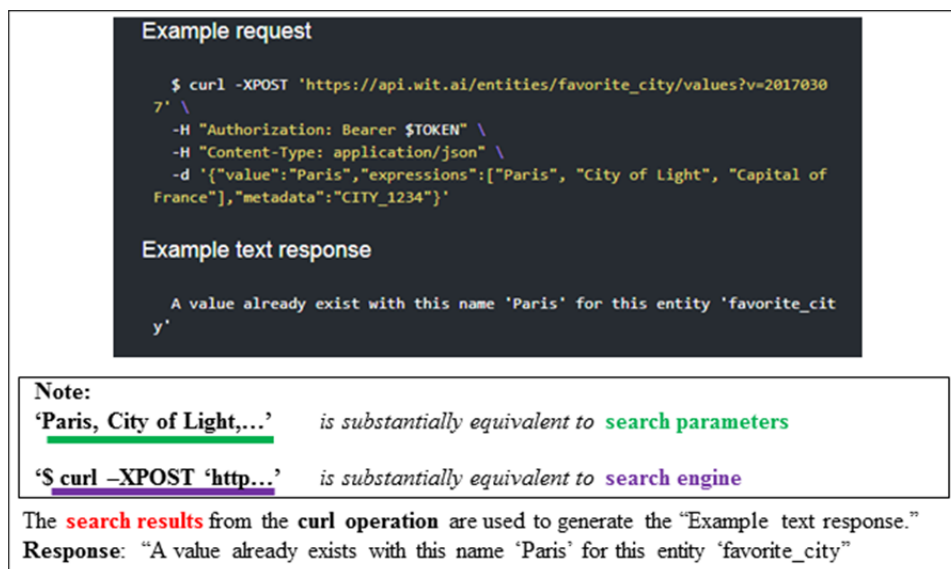 Example request
$ curl -XPOST 'https://api.wit.ai/entities/favorite_city/values?v=2017030
7' \
-H "Authorization: Bearer $TOKEN" \
-H "Content-Type: application/json" \
-d '{"value":"Paris","expressions":["Paris", "City of Light", "Capital of
France"],"metadata":"CITY_1234"}'
Example text response
A value already exist with this name 'Paris' for this entity 'favorite_cit
y'
Note:
‘Paris, City of Light,…’ is substantially equivalent to search parameters
‘$ curl –XPOST ‘http…’ is substantially equivalent to search engine
The search results from the curl operation are used to generate the “Example text response.”
Response: “A value already exists with this name ‘Paris’ for this entity ‘favorite_city”